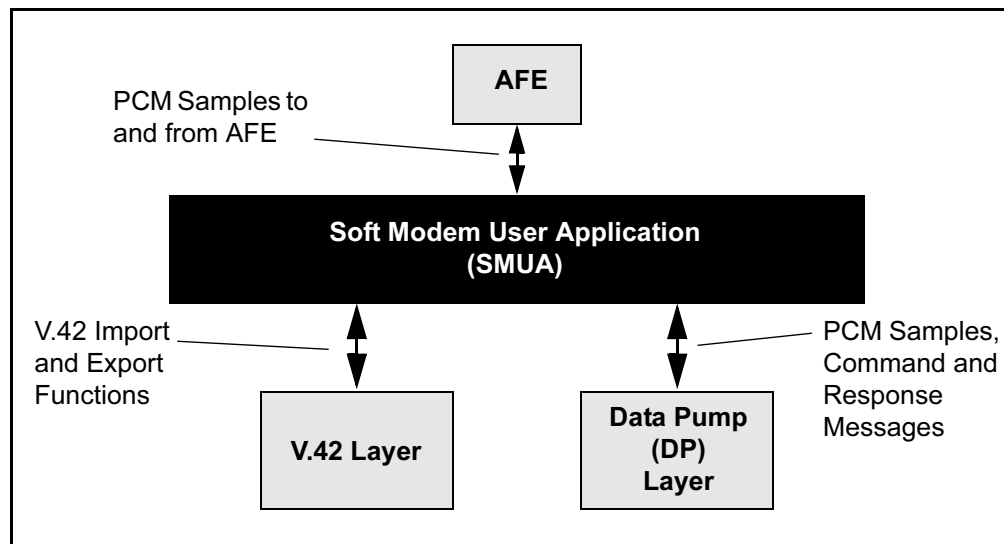 AFE
PCM Samples to
and from AFE
Soft Modem User Application
(SMUA)
V.42 Import
and Export
Functions
PCM Samples,
Command and
Response
Messages
V.42 Layer
Data Pump
(DP)
Layer